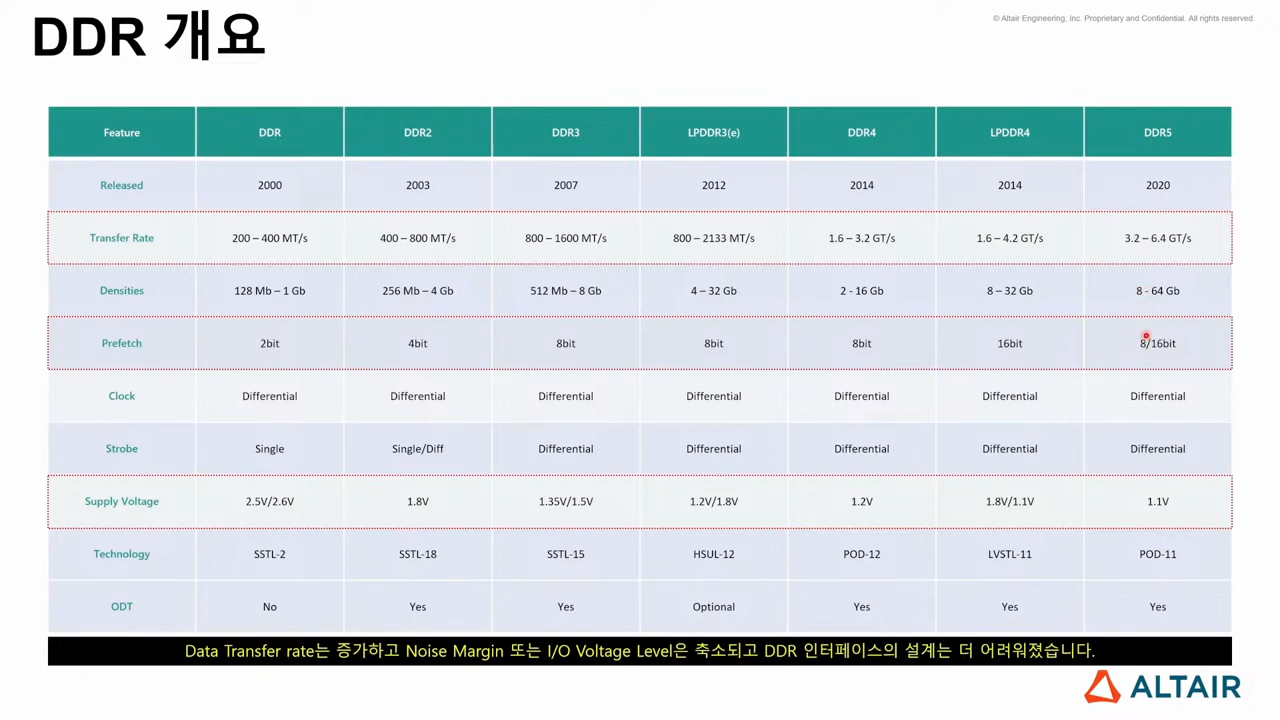 DDR 개요
© Altair Engineering, Inc. Proprietary and Confidential. All rights reserved.
Feature DDR DDR2 DDR3 LPDDR3(e) DDR4 LPDDR4 DDR5
Released 2000 2003 2007 2012 2014 2014 2020
Transfer Rate 200 – 400 MT/s 400 – 800 MT/s 800 – 1600 MT/s 800 – 2133 MT/s 1.6 – 3.2 GT/s 1.6 – 4.2 GT/s 3.2 – 6.4 GT/s
Densities 128 Mb – 1 Gb 256 Mb – 4 Gb 512 Mb – 8 Gb 4 – 32 Gb 2 - 16 Gb 8 – 32 Gb 8 - 64 Gb
Prefetch 2bit 4bit 8bit 8bit 8bit 16bit 8/16bit
Clock Differential Differential Differential Differential Differential Differential Differential
Strobe Single Single/Diff Differential Differential Differential Differential Differential
Supply Voltage 2.5V/2.6V 1.8V 1.35V/1.5V 1.2V/1.8V 1.2V 1.8V/1.1V 1.1V
Technology SSTL-2 SSTL-18 SSTL-15 HSUL-12 POD-12 LVSTL-11 POD-11
ODT No Yes Yes Optional Yes Yes Yes
Data Transfer rate는 증가하고 Noise Margin 또는 I/O Voltage Level은 축소되고 DDR 인터페이스의 설계는 더 어려워졌습니다.
ALTAIR